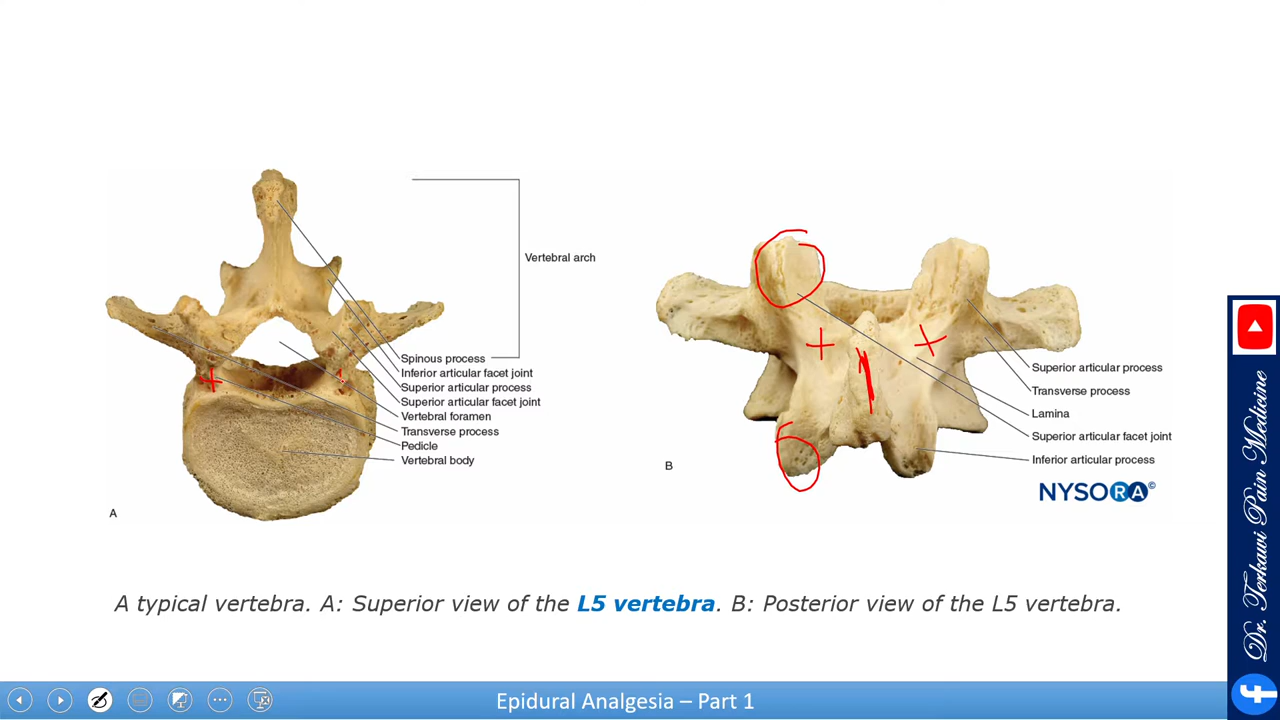 Vertebral arch
Spinous process
Inferior articular facet joint
Superior articular process
Superior articular facet joint
Vertebral foramen
Transverse process
Pedicle
Vertebral body
A
Superior articular process
Transverse process
Lamina
Superior articular facet joint
Inferior articular process
B
NYSORA©
A typical vertebra. A: Superior view of the L5 vertebra. B: Posterior view of the L5 vertebra.
Epidural Analgesia – Part 1
Dr. Terkawi Pain Medicine